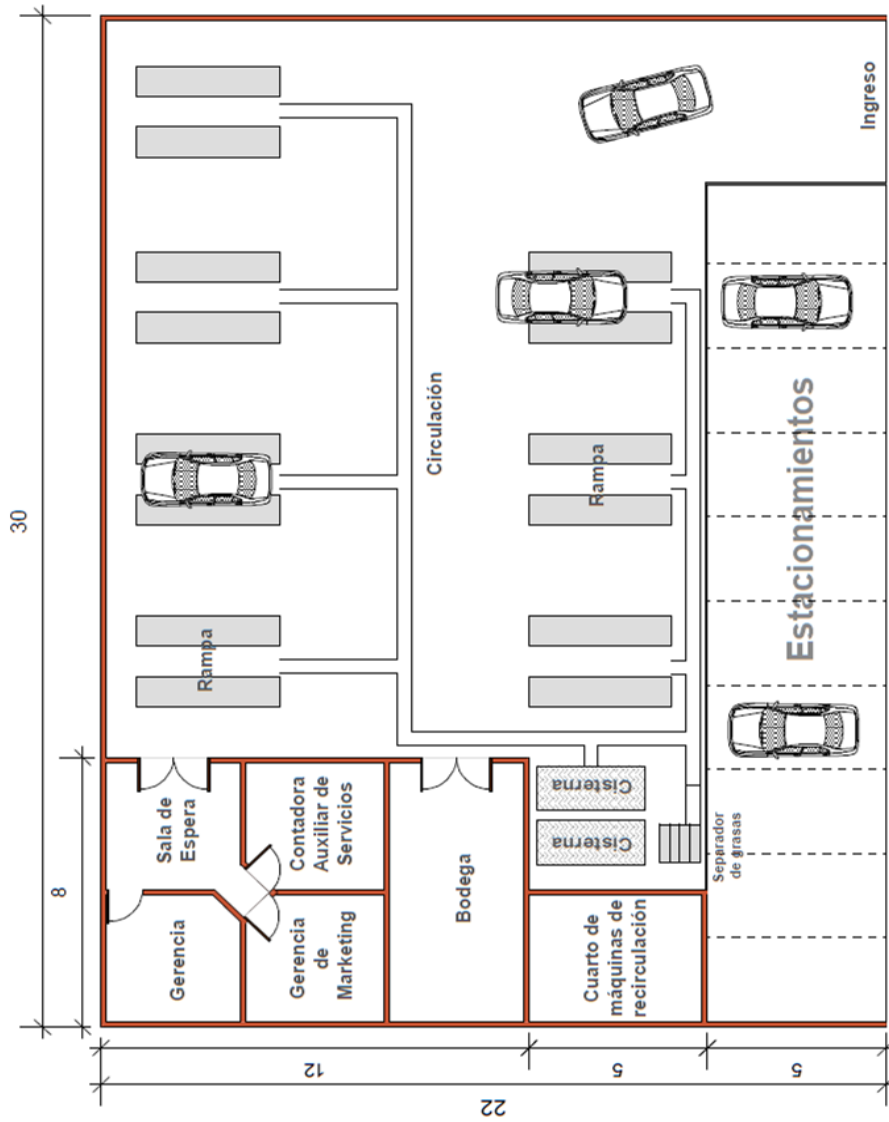 30
8
12
5
5
22
Sala de
Espera
Gerencia
Contadora
Auxiliar de
Servicios
Gerencia
de
Marketing
Bodega
Cuarto de
máquinas de
recirculación
Cisterna
Cisterna
Separador
de grasas
Rampa
Rampa
Circulación
Estacionamientos
Ingreso